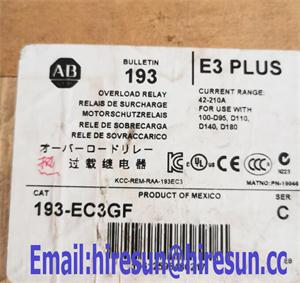 AB
BULLETIN
193
E3 PLUS
OVERLOAD RELAY
RELAIS DE SURCHARGE
MOTORSCHUTZRELAIS
RELE DE SOBRECARGA
RELE DE SOVRACCARICO
オーバーロードリレー
过载继电器
CURRENT RANGE:
42-210A
FOR USE WITH
100-D95, D110,
D140, D180
KCC-REM-RAA-193EC3
N223
CAT
PRODUCT OF MEXICO
SER
193-EC3GF
C
Email:hiresun@hiresun.cc